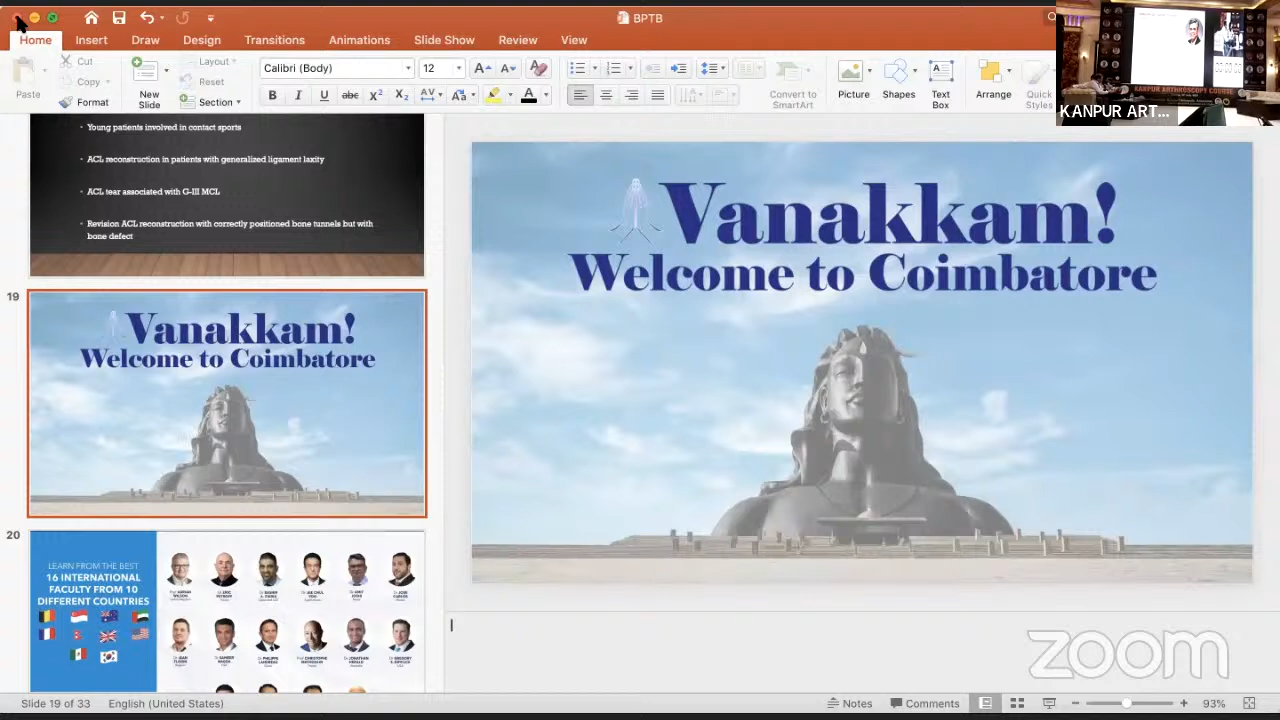 BPTB
Home Insert Draw Design Transitions Animations Slide Show Review View
Paste
Cut
Copy
Format
New
Slide
Layout
Reset
Section
Calibri (Body) 12
Convert to
SmartArt
Picture
Shapes
Text
Box
Arrange
Quick
Styles
KANPUR ARTHROSCOPY COURSE
KANPUR ART...
Young patients involved in contact sports
ACL reconstruction in patients with generalized ligament laxity
ACL tear associated with G-III MCL
Revision ACL reconstruction with correctly positioned bone tunnels but with
bone defect
19
Vanakkam!
Welcome to Coimbatore
20
LEARN FROM THE BEST
16 INTERNATIONAL
FACULTY FROM 10
DIFFERENT COUNTRIES
Vanakkam!
Welcome to Coimbatore
zoom
Slide 19 of 33 English (United States) Notes Comments 93%